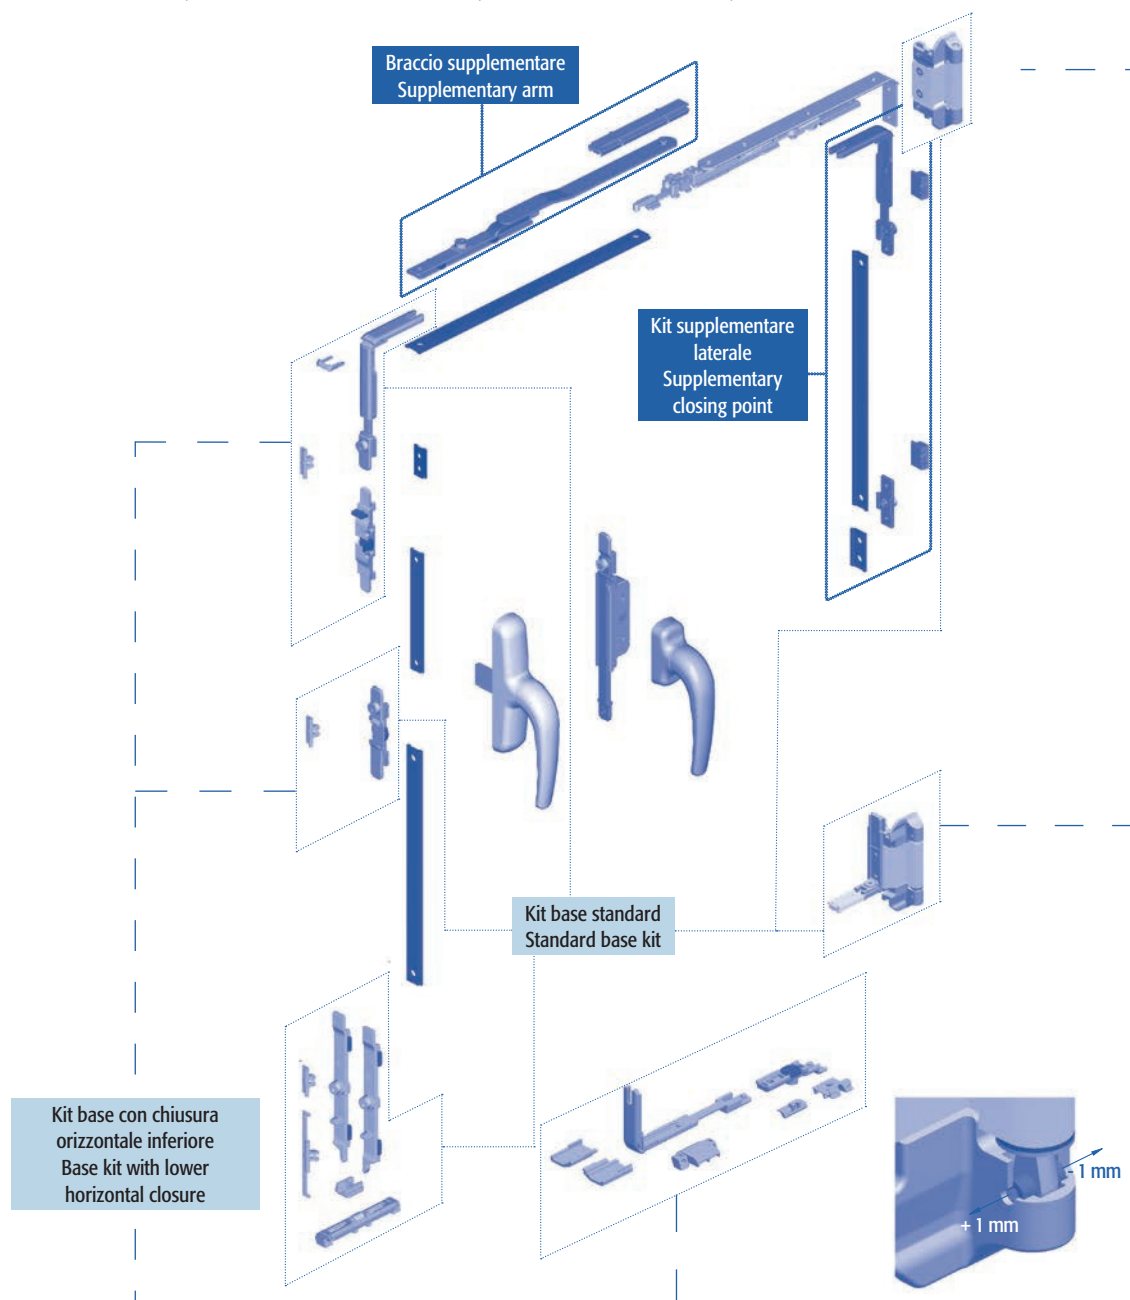 Braccio supplementare
Supplementary arm
Kit supplementare
laterale
Supplementary
closing point
Kit base standard
Standard base kit
Kit base con chiusura
orizzontale inferiore
Base kit with lower
horizontal closure
- 1 mm
+ 1 mm